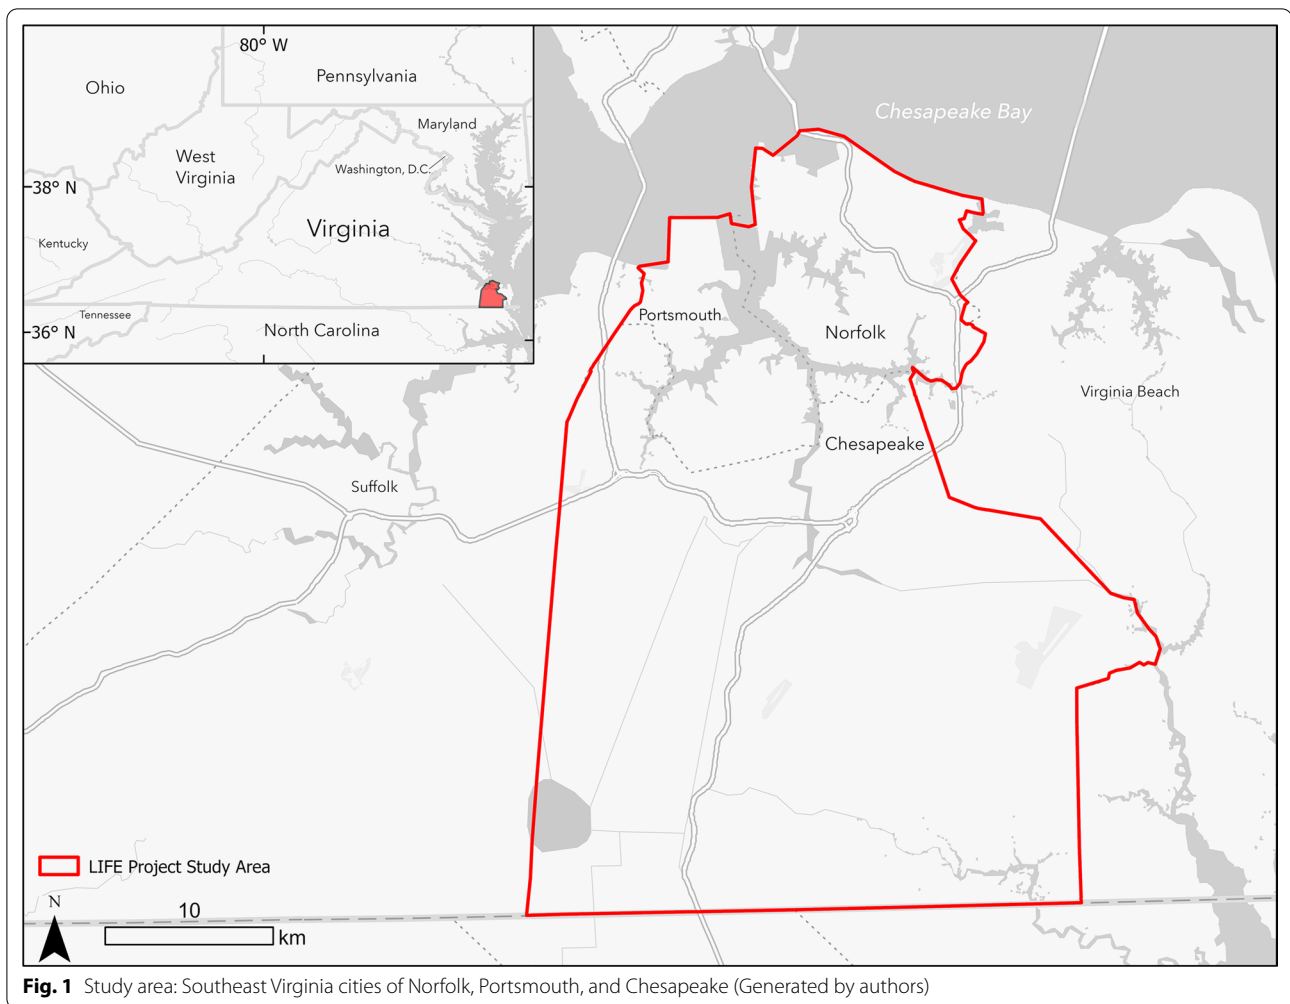 80° W
Pennsylvania
Ohio
Maryland
West
Virginia
Washington, D.C.
38° N
Virginia
Kentucky
Tennessee
North Carolina
36° N
Chesapeake Bay
Portsmouth
Norfolk
Virginia Beach
Chesapeake
Suffolk
LIFE Project Study Area
N
10
km
Fig. 1 Study area: Southeast Virginia cities of Norfolk, Portsmouth, and Chesapeake (Generated by authors)